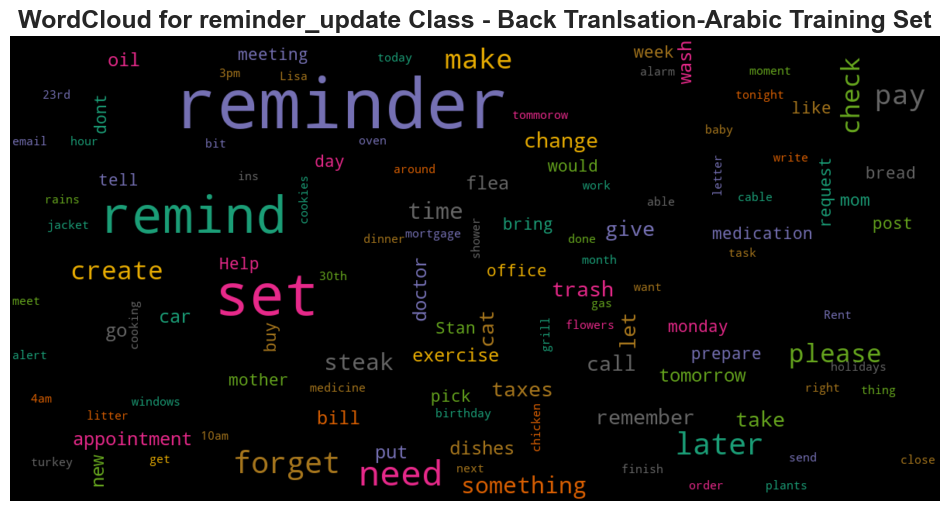 WordCloud for reminder_update Class - Back Tranlsation-Arabic Training Set
oil
meeting
today
make
week
wash
alarm
moment
check
pay
3pm
Lisa
23rd
dont
reminder
tommorow
tonight
like
email
hour
bit
oven
change
baby
day
around
would
write
letter
request
bread
tell
ins
flea
work
able
cable
mom
rains
cookies
jacket
remind
time
shower
bring
give
medication
post
dinner
mortgage
done
task
create
Help
30th
set
doctor
office
month
trash
want
meet
cooking
gas
go
car
buy
Stan
cat
grill
flowers
let
monday
Rent
alert
steak
exercise
call
prepare
please
holidays
mother
medicine
pick
taxes
tomorrow
right
thing
4am
windows
litter
bill
birthday
chicken
remember
take
appointment
10am
put
dishes
later
turkey
new
get
forget
need
next
something
finish
send
close
order
plants